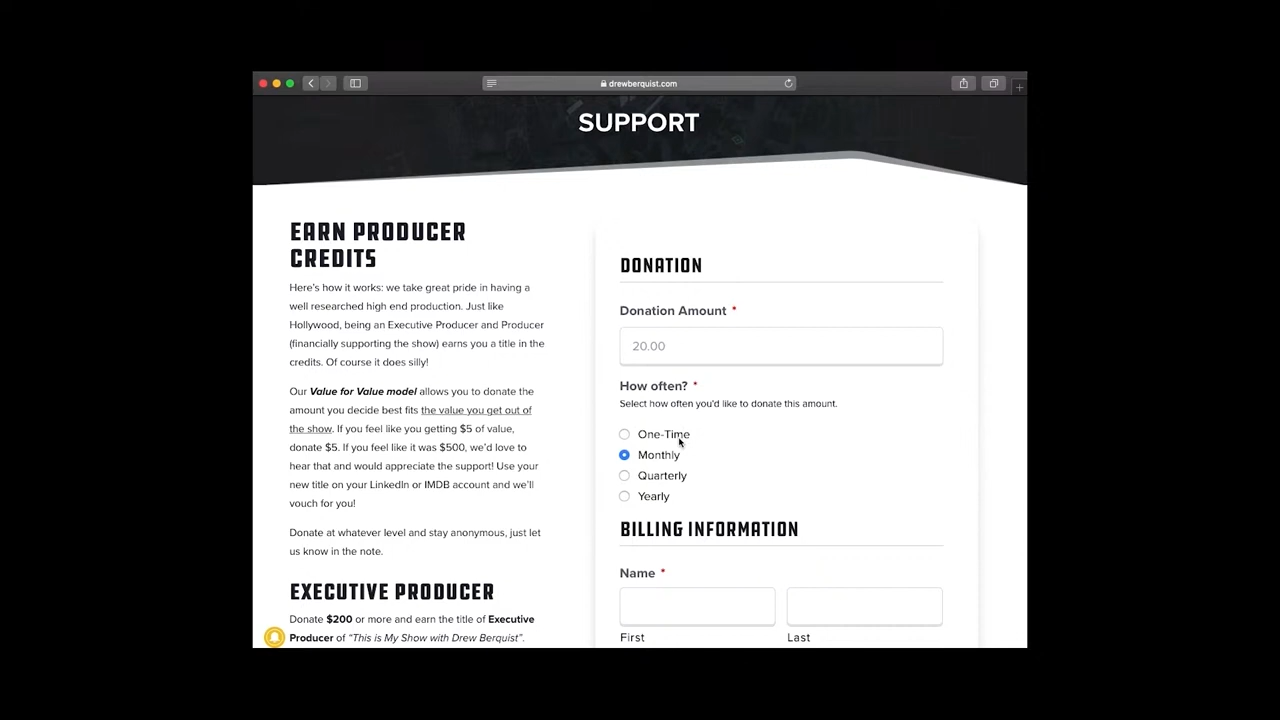 drewberquist.com
SUPPORT
EARN PRODUCER
CREDITS
Here's how it works: we take great pride in having a
well researched high end production. Just like
Hollywood, being an Executive Producer and Producer
(financially supporting the show) earns you a title in the
credits. Of course it does silly!
Our Value for Value model allows you to donate the
amount you decide best fits the value you get out of
the show. If you feel like you getting $5 of value,
donate $5. If you feel like it was $500, we'd love to
hear that and would appreciate the support! Use your
new title on your LinkedIn or IMDB account and we'll
vouch for you!
Donate at whatever level and stay anonymous, just let
us know in the note.
EXECUTIVE PRODUCER
Donate $200 or more and earn the title of Executive
Producer of “This is My Show with Drew Berquist”.
DONATION
Donation Amount *
20.00
How often? *
Select how often you'd like to donate this amount.
One-Time
Monthly
Quarterly
Yearly
BILLING INFORMATION
Name *
First
Last